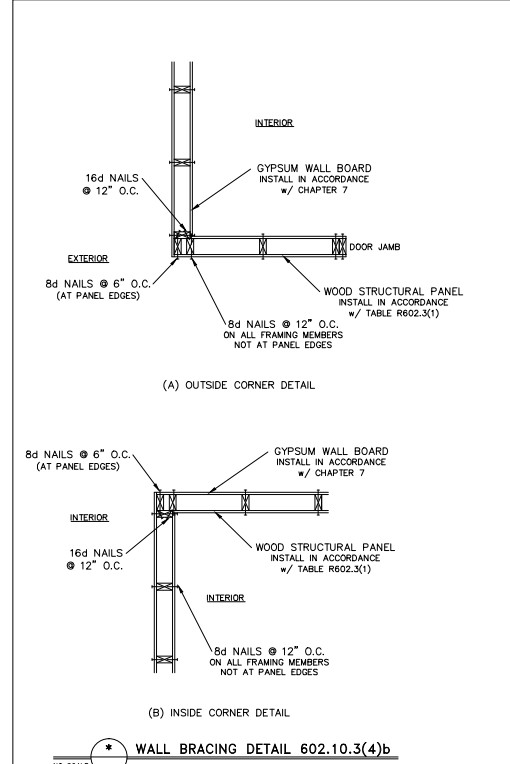 INTERIOR
GYPSUM WALL BOARD
INSTALL IN ACCORDANCE
w/ CHAPTER 7
16d NAILS
@ 12" O.C.
EXTERIOR
DOOR JAMB
8d NAILS @ 6" O.C.
(AT PANEL EDGES)
WOOD STRUCTURAL PANEL
INSTALL IN ACCORDANCE
w/ TABLE R602.3(1)
8d NAILS @ 12" O.C.
ON ALL FRAMING MEMBERS
NOT AT PANEL EDGES
(A) OUTSIDE CORNER DETAIL
8d NAILS @ 6" O.C.
(AT PANEL EDGES)
GYPSUM WALL BOARD
INSTALL IN ACCORDANCE
w/ CHAPTER 7
INTERIOR
16d NAILS
@ 12" O.C.
WOOD STRUCTURAL PANEL
INSTALL IN ACCORDANCE
w/ TABLE R602.3(1)
INTERIOR
8d NAILS @ 12" O.C.
ON ALL FRAMING MEMBERS
NOT AT PANEL EDGES
(B) INSIDE CORNER DETAIL
* WALL BRACING DETAIL 602.10.3(4)b